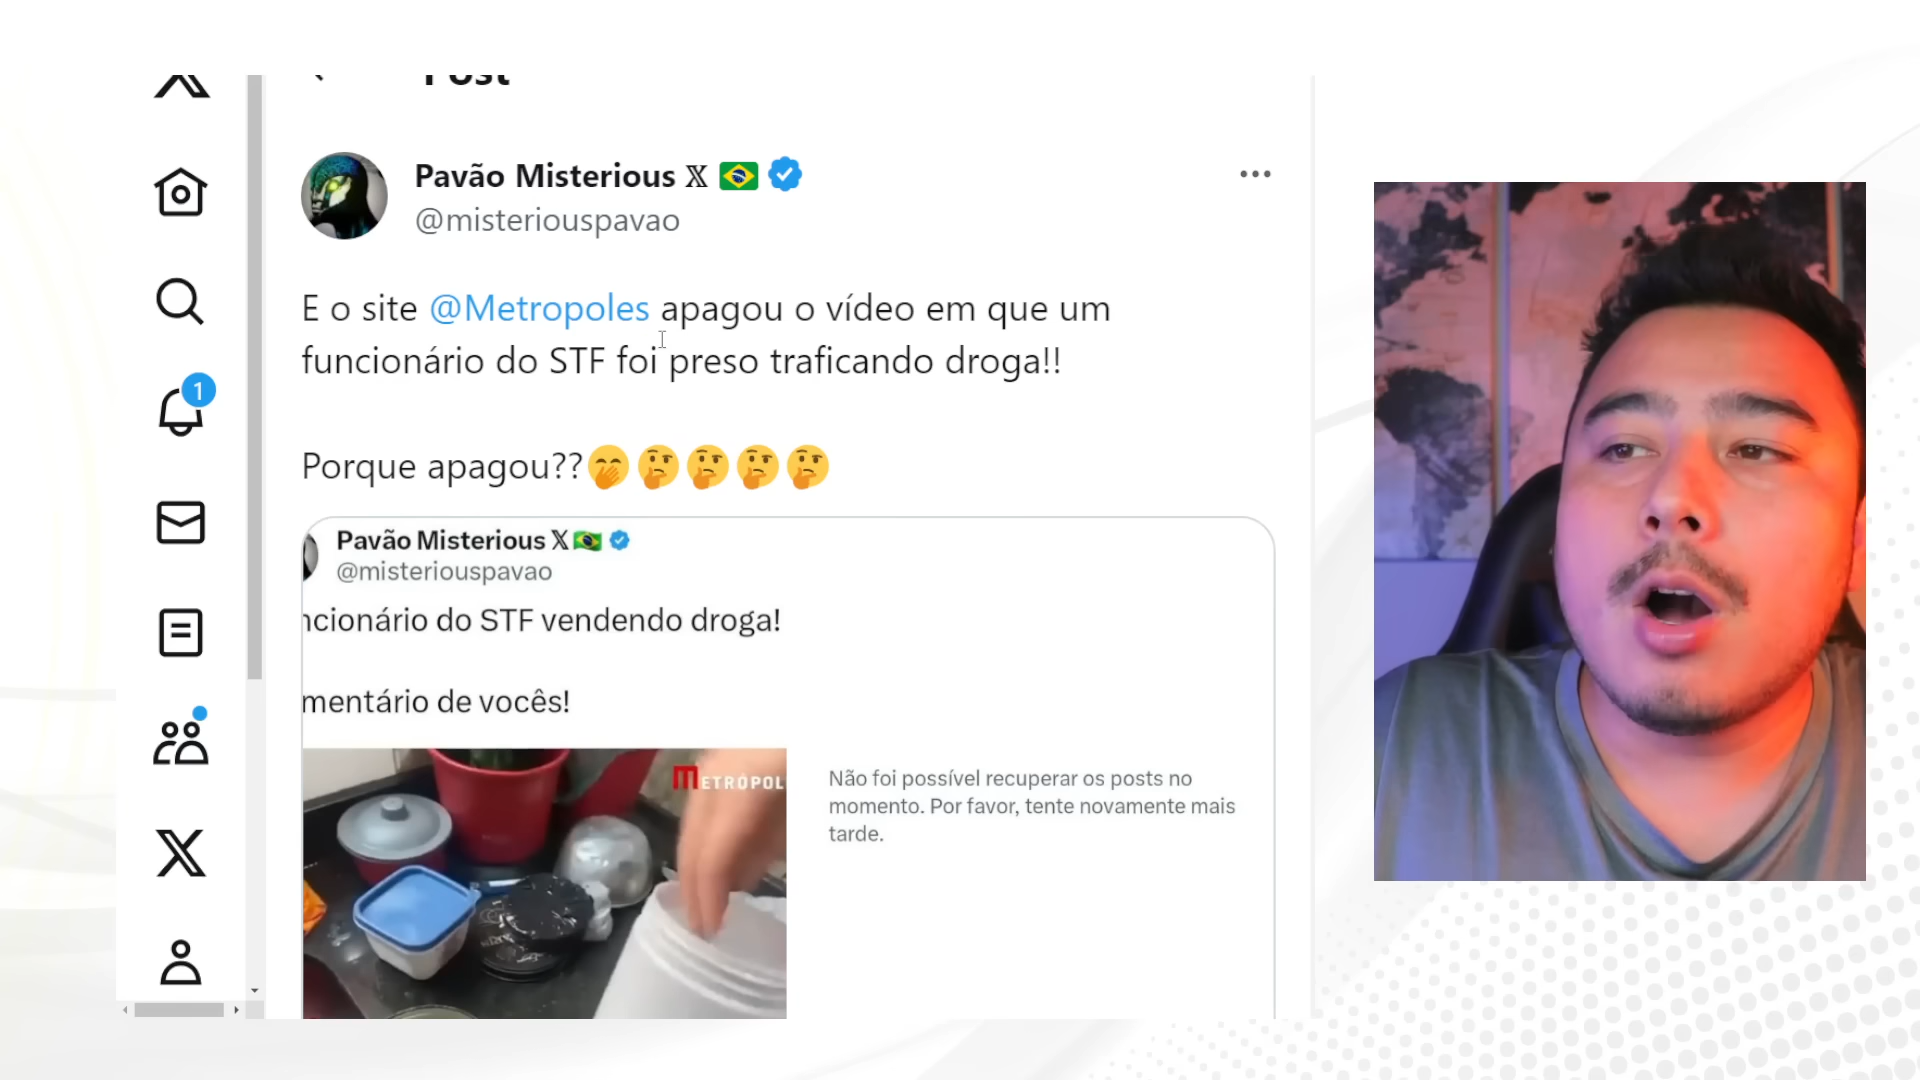 Post
Pavão Misterious 𝕏 🇧🇷
@misteriouspavao
E o site @Metropoles apagou o vídeo em que um
funcionário do STF foi preso traficando droga!!
Porque apagou??🤭🤔🤔🤔🤔
1
Pavão Misterious 𝕏🇧🇷
@misteriouspavao
ncionário do STF vendendo droga!
mentário de vocês!
METRÓPOL
Não foi possível recuperar os posts no
momento. Por favor, tente novamente mais
tarde.